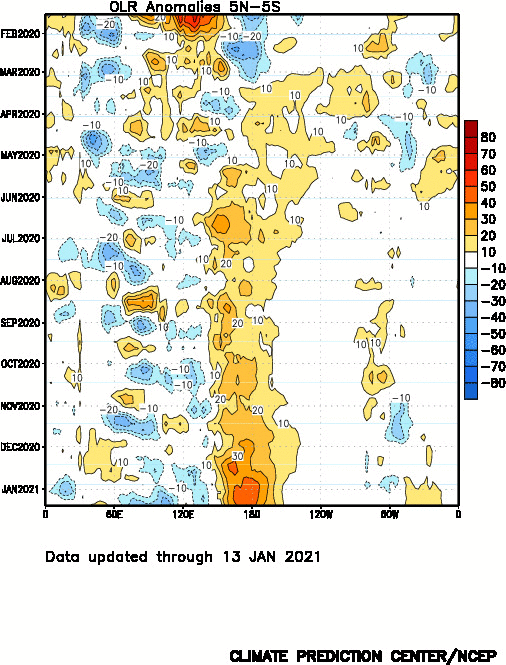 OLR Anomalies 5N-5S
FEB2020
MAR2020
APR2020
MAY2020
JUN2020
JUL2020
AUG2020
SEP2020
OCT2020
NOV2020
DEC2020
JAN2021
0 60E 120E 180 120W 60W 0
80
70
60
50
40
30
20
10
-10
-20
-30
-40
-50
-60
-70
-80
Data updated through 13 JAN 2021
CLIMATE PREDICTION CENTER/NCEP